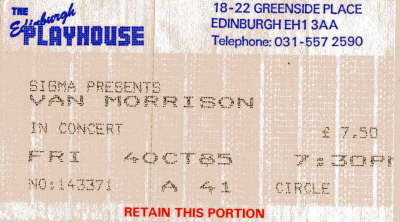 THE
Edinburgh
PLAYHOUSE
18-22 GREENSIDE PLACE
EDINBURGH EH1 3AA
Telephone: 031-557 2590
SIGMA PRESENTS
VAN MORRISON
IN CONCERT £ 7.50
FRI 4OCT85 7:30PM
NO:143371 A 41 CIRCLE
RETAIN THIS PORTION